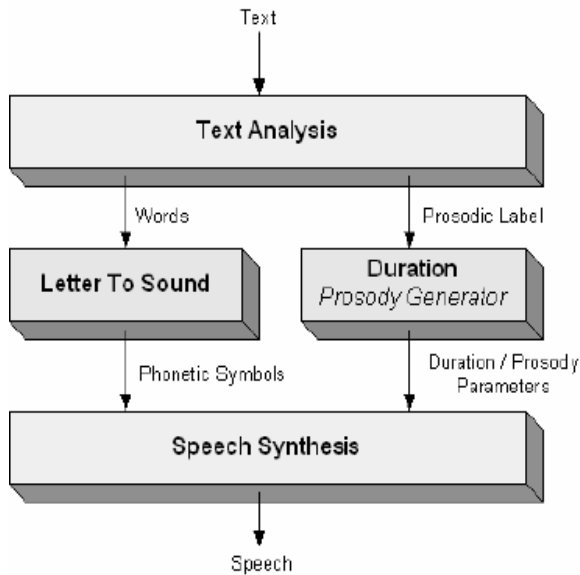 Text
Text Analysis
Words
Prosodic Label
Letter To Sound
Duration
Prosody Generator
Phonetic Symbols
Duration / Prosody
Parameters
Speech Synthesis
Speech